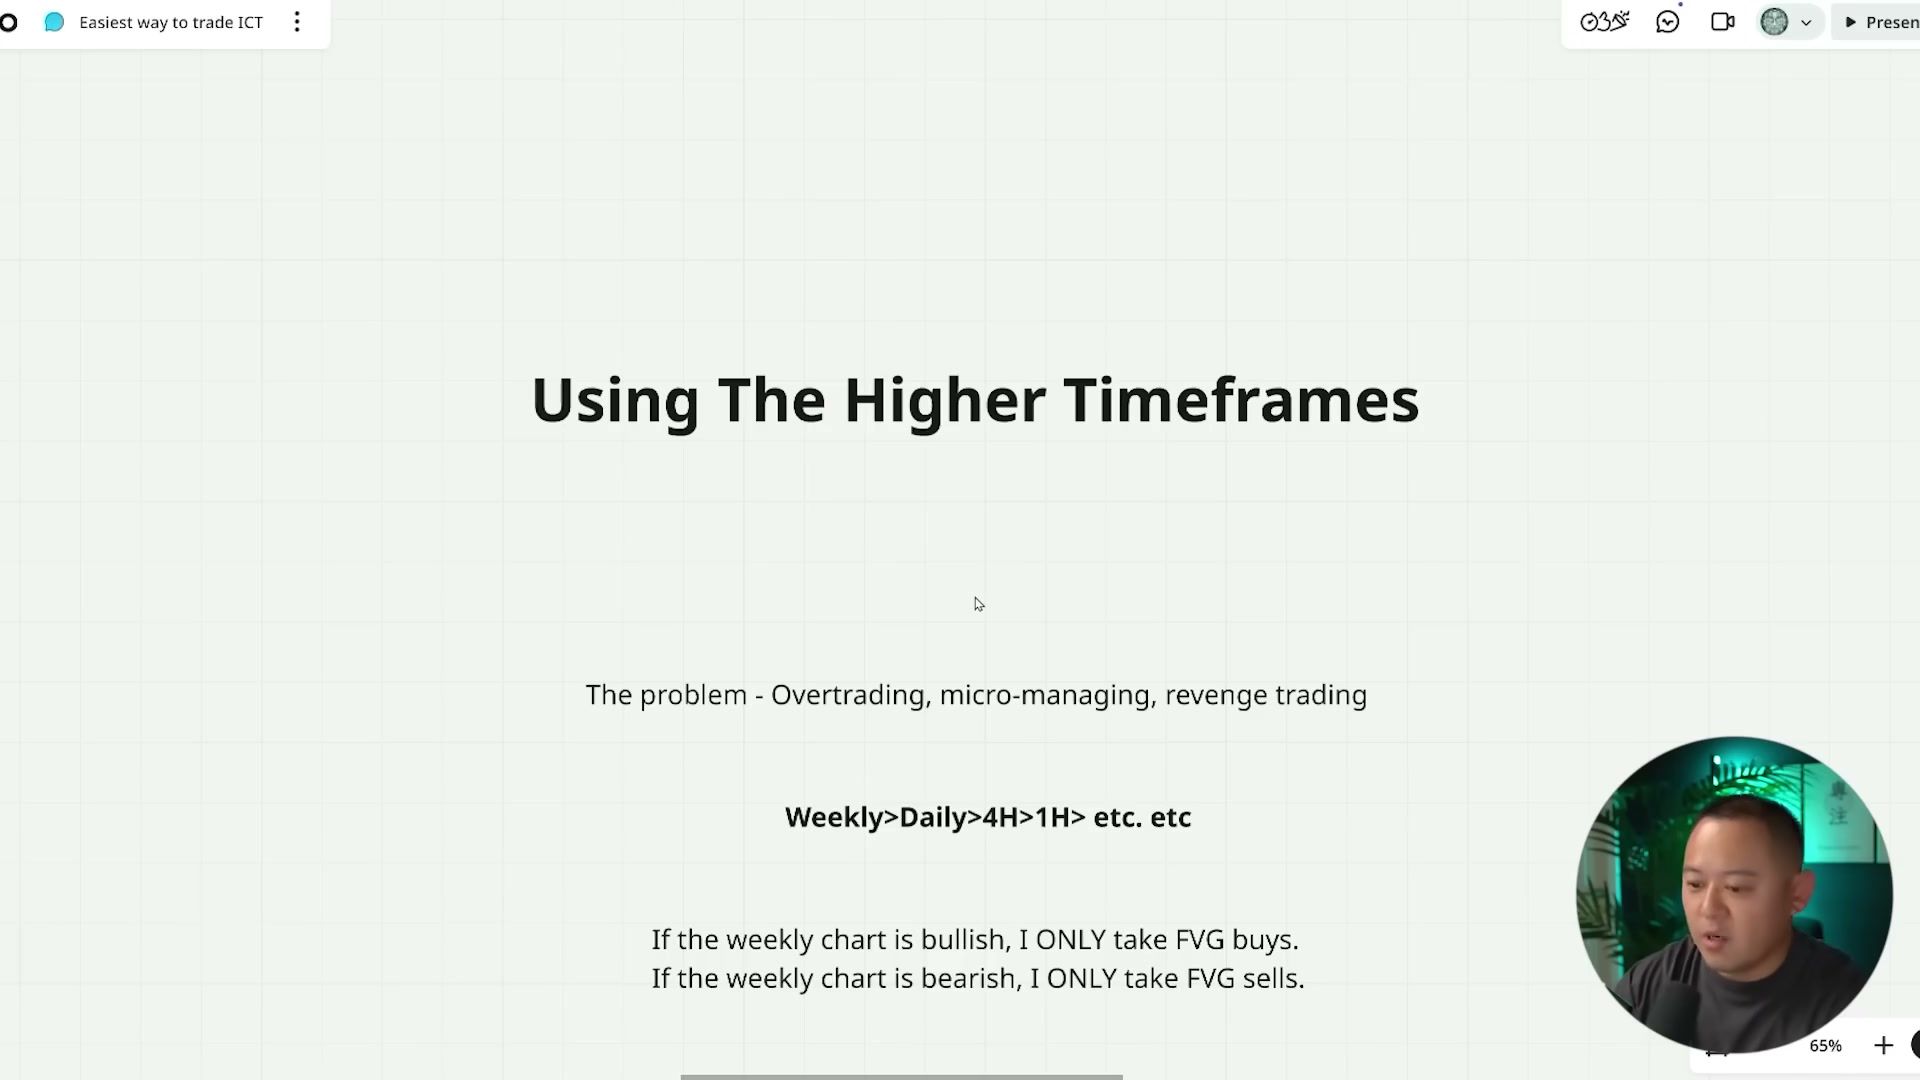 Easiest way to trade ICT
Presen
Using The Higher Timeframes
The problem - Overtrading, micro-managing, revenge trading
Weekly>Daily>4H>1H> etc. etc
If the weekly chart is bullish, I ONLY take FVG buys.
If the weekly chart is bearish, I ONLY take FVG sells.
專
注
65%